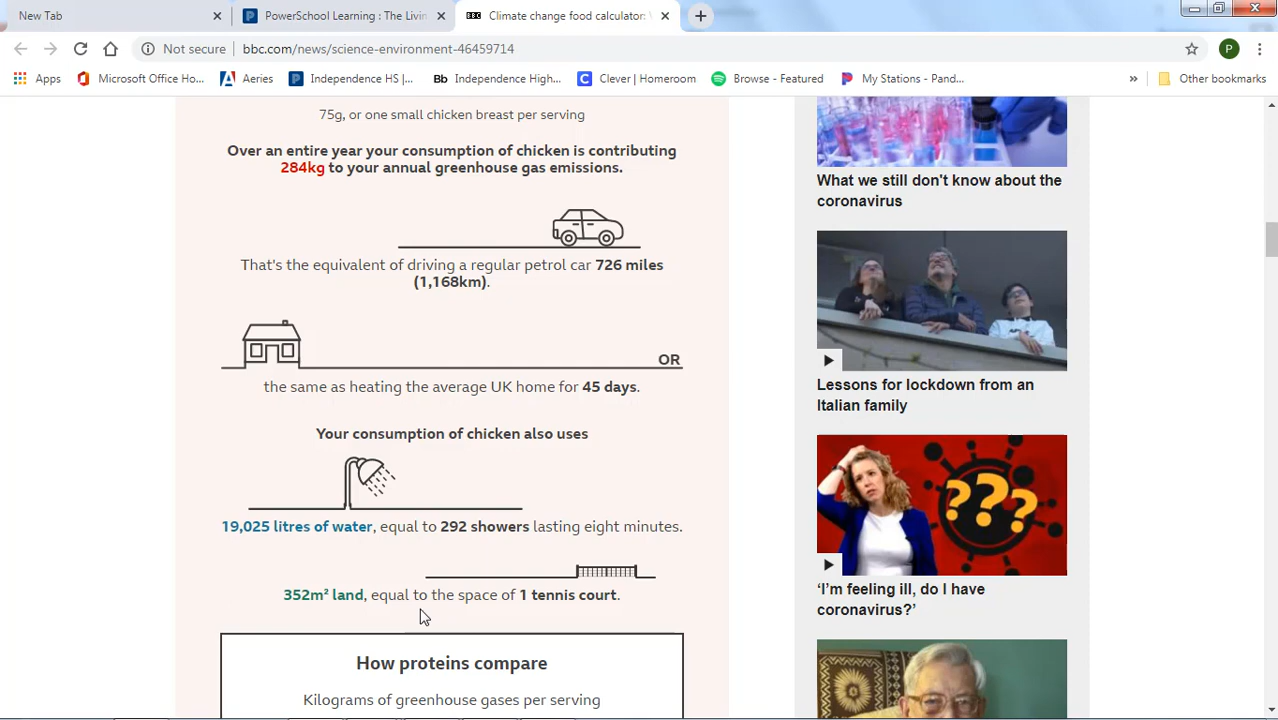 New Tab
PowerSchool Learning : The Livin
BBC
Climate change food calculator: W
Not secure
bbc.com/news/science-environment-46459714
P
Apps
Microsoft Office Ho...
Aeries
Independence HS |...
Bb Independence High...
C Clever | Homeroom
Browse - Featured
My Stations - Pand...
»
Other bookmarks
75g, or one small chicken breast per serving
Over an entire year your consumption of chicken is contributing
284kg to your annual greenhouse gas emissions.
That's the equivalent of driving a regular petrol car 726 miles
(1,168km).
OR
the same as heating the average UK home for 45 days.
Your consumption of chicken also uses
19,025 litres of water, equal to 292 showers lasting eight minutes.
352m² land, equal to the space of 1 tennis court.
How proteins compare
Kilograms of greenhouse gases per serving
What we still don't know about the
coronavirus
Lessons for lockdown from an
Italian family
???
‘I’m feeling ill, do I have
coronavirus?’